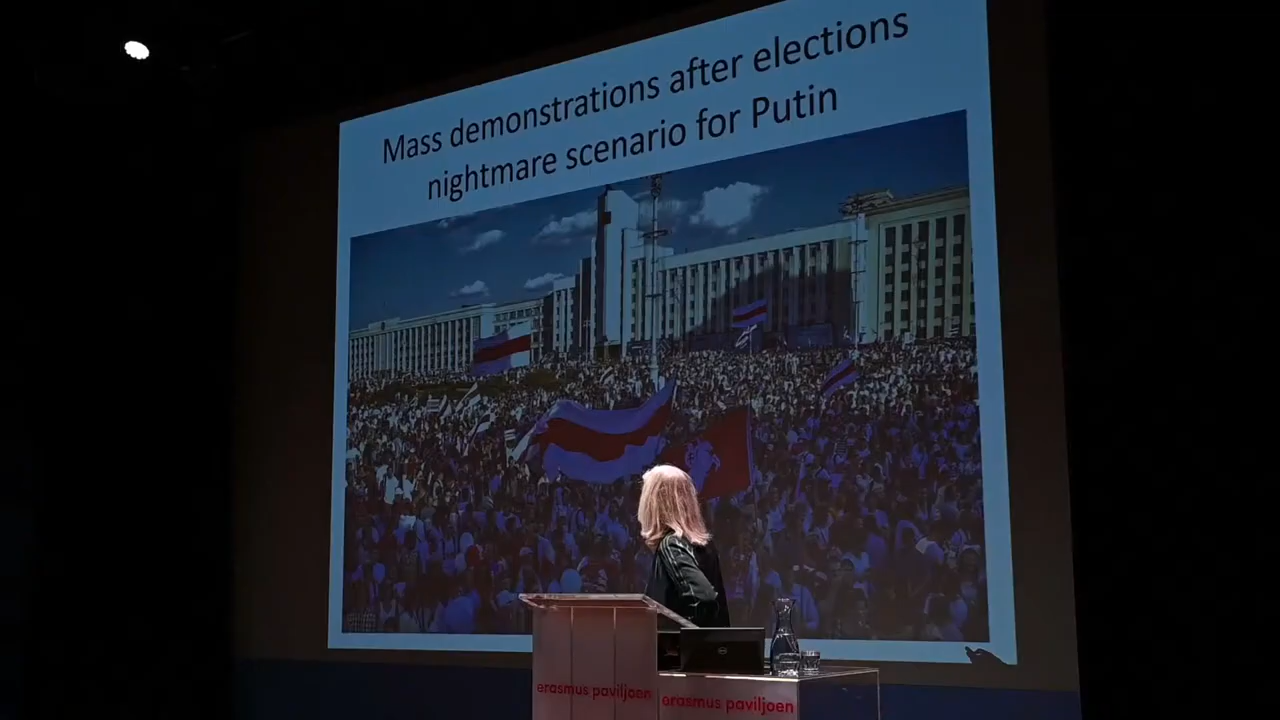 Mass demonstrations after elections
nightmare scenario for Putin
erasmus paviljoen
erasmus paviljoen